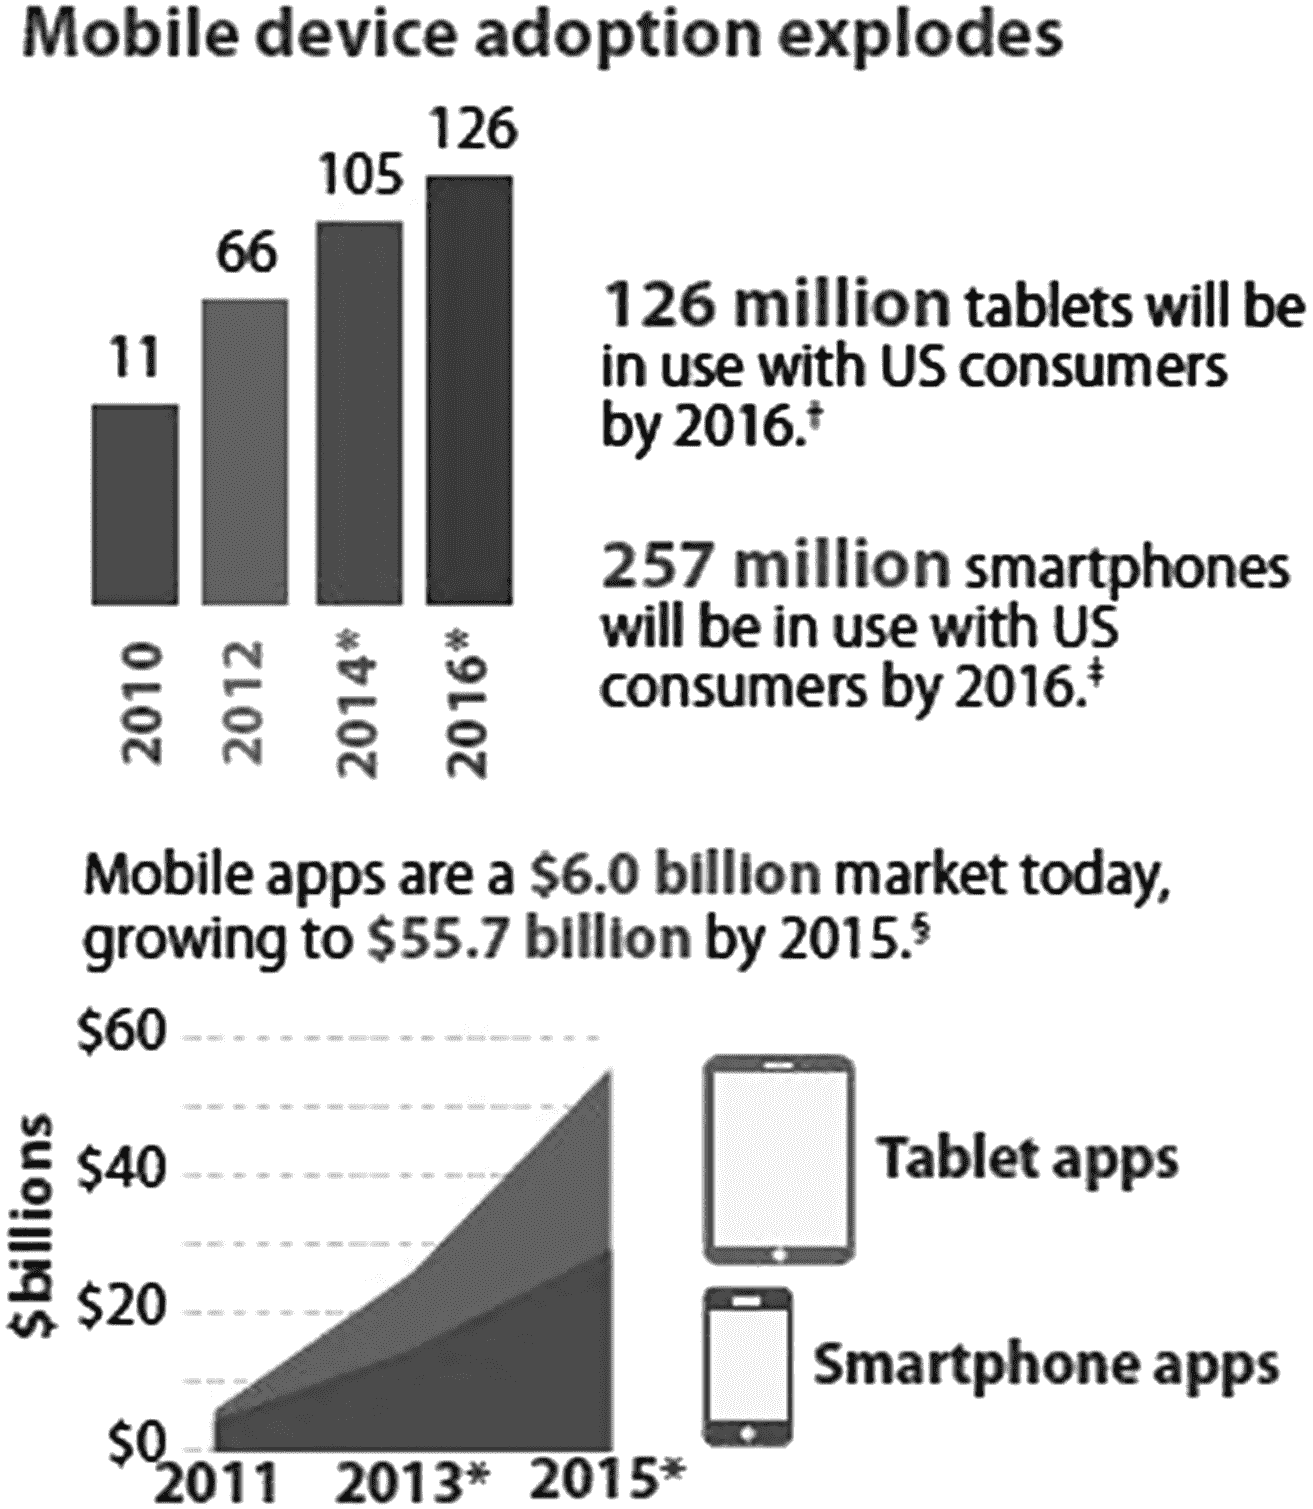 Mobile device adoption explodes
11
66
105
126
2010
2012
2014*
2016*
126 million tablets will be
in use with US consumers
by 2016.†
257 million smartphones
will be in use with US
consumers by 2016.‡
Mobile apps are a $6.0 billion market today,
growing to $55.7 billion by 2015.§
$billions
$60
$40
$20
$0
2011
2013*
2015*
Tablet apps
Smartphone apps